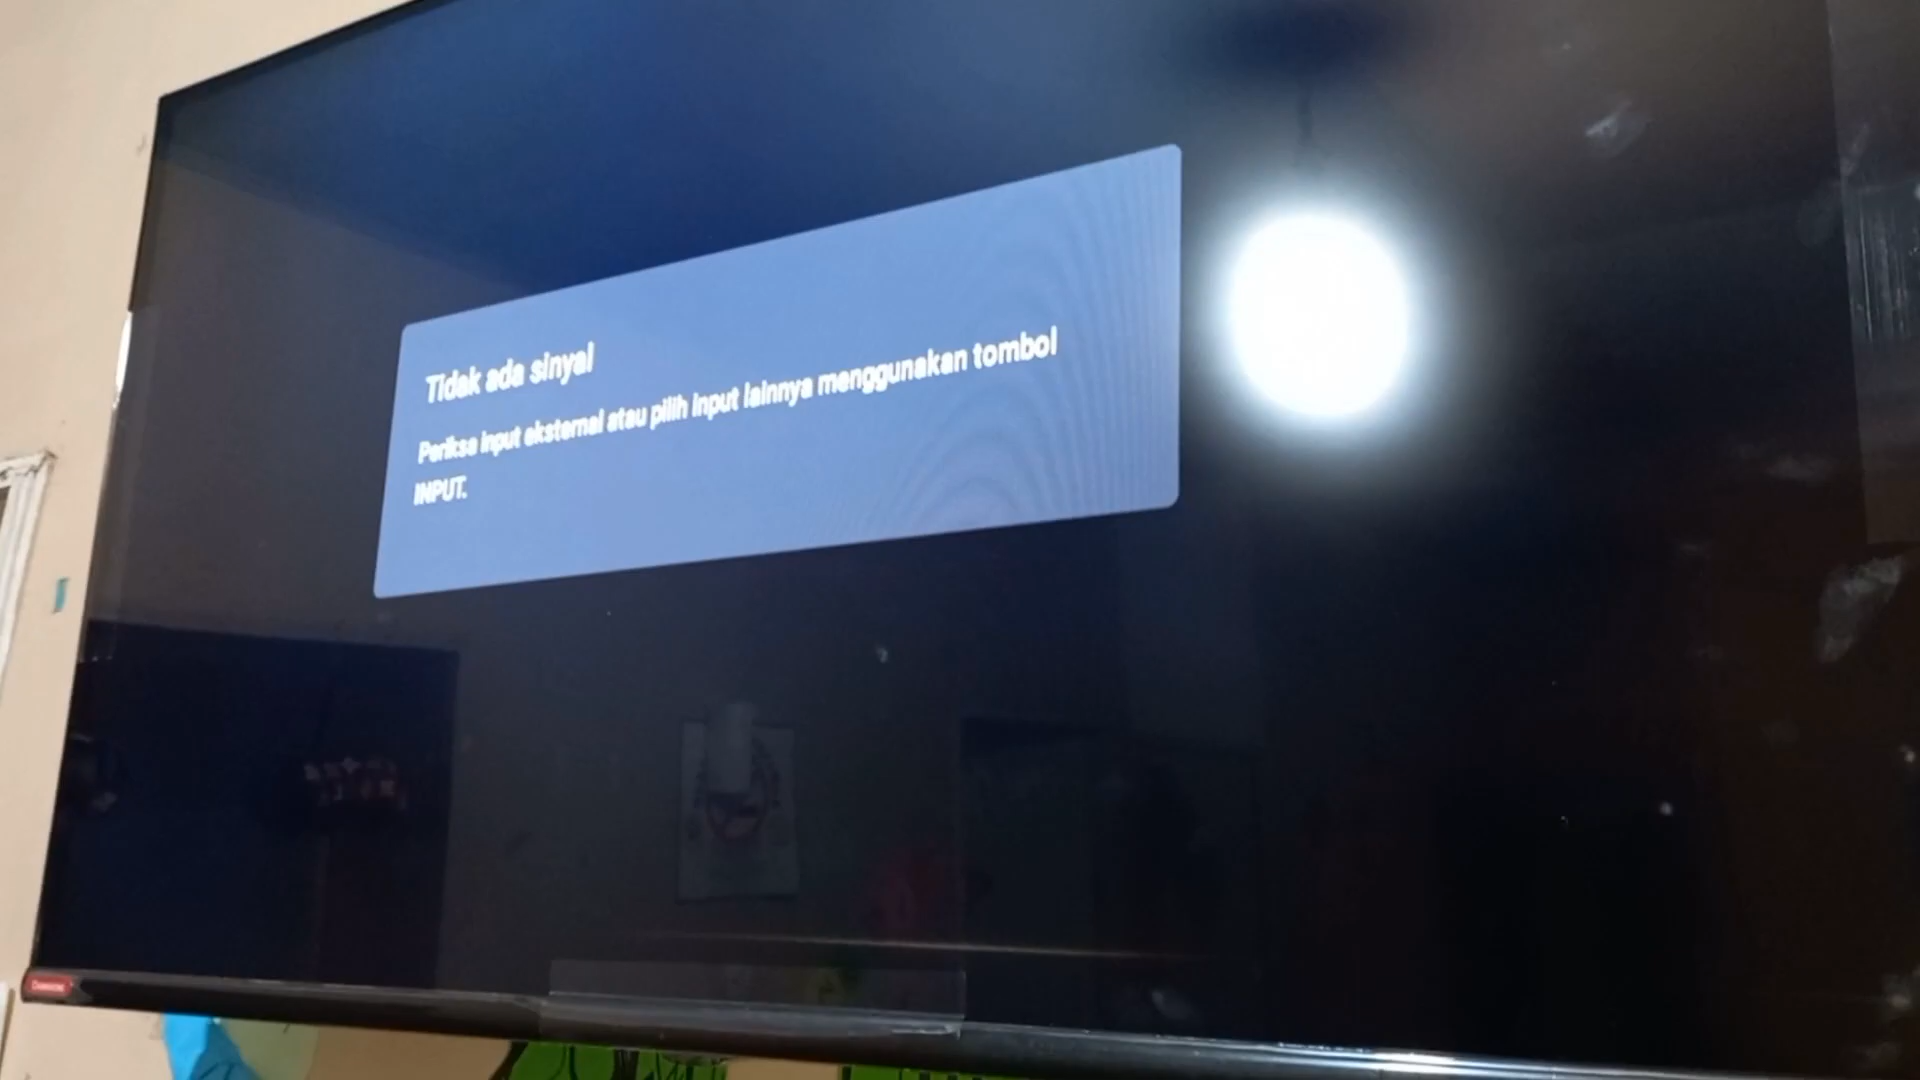 Tidak ada sinyal
Periksa input eksternal atau pilih input lainnya menggunakan tombol
INPUT.